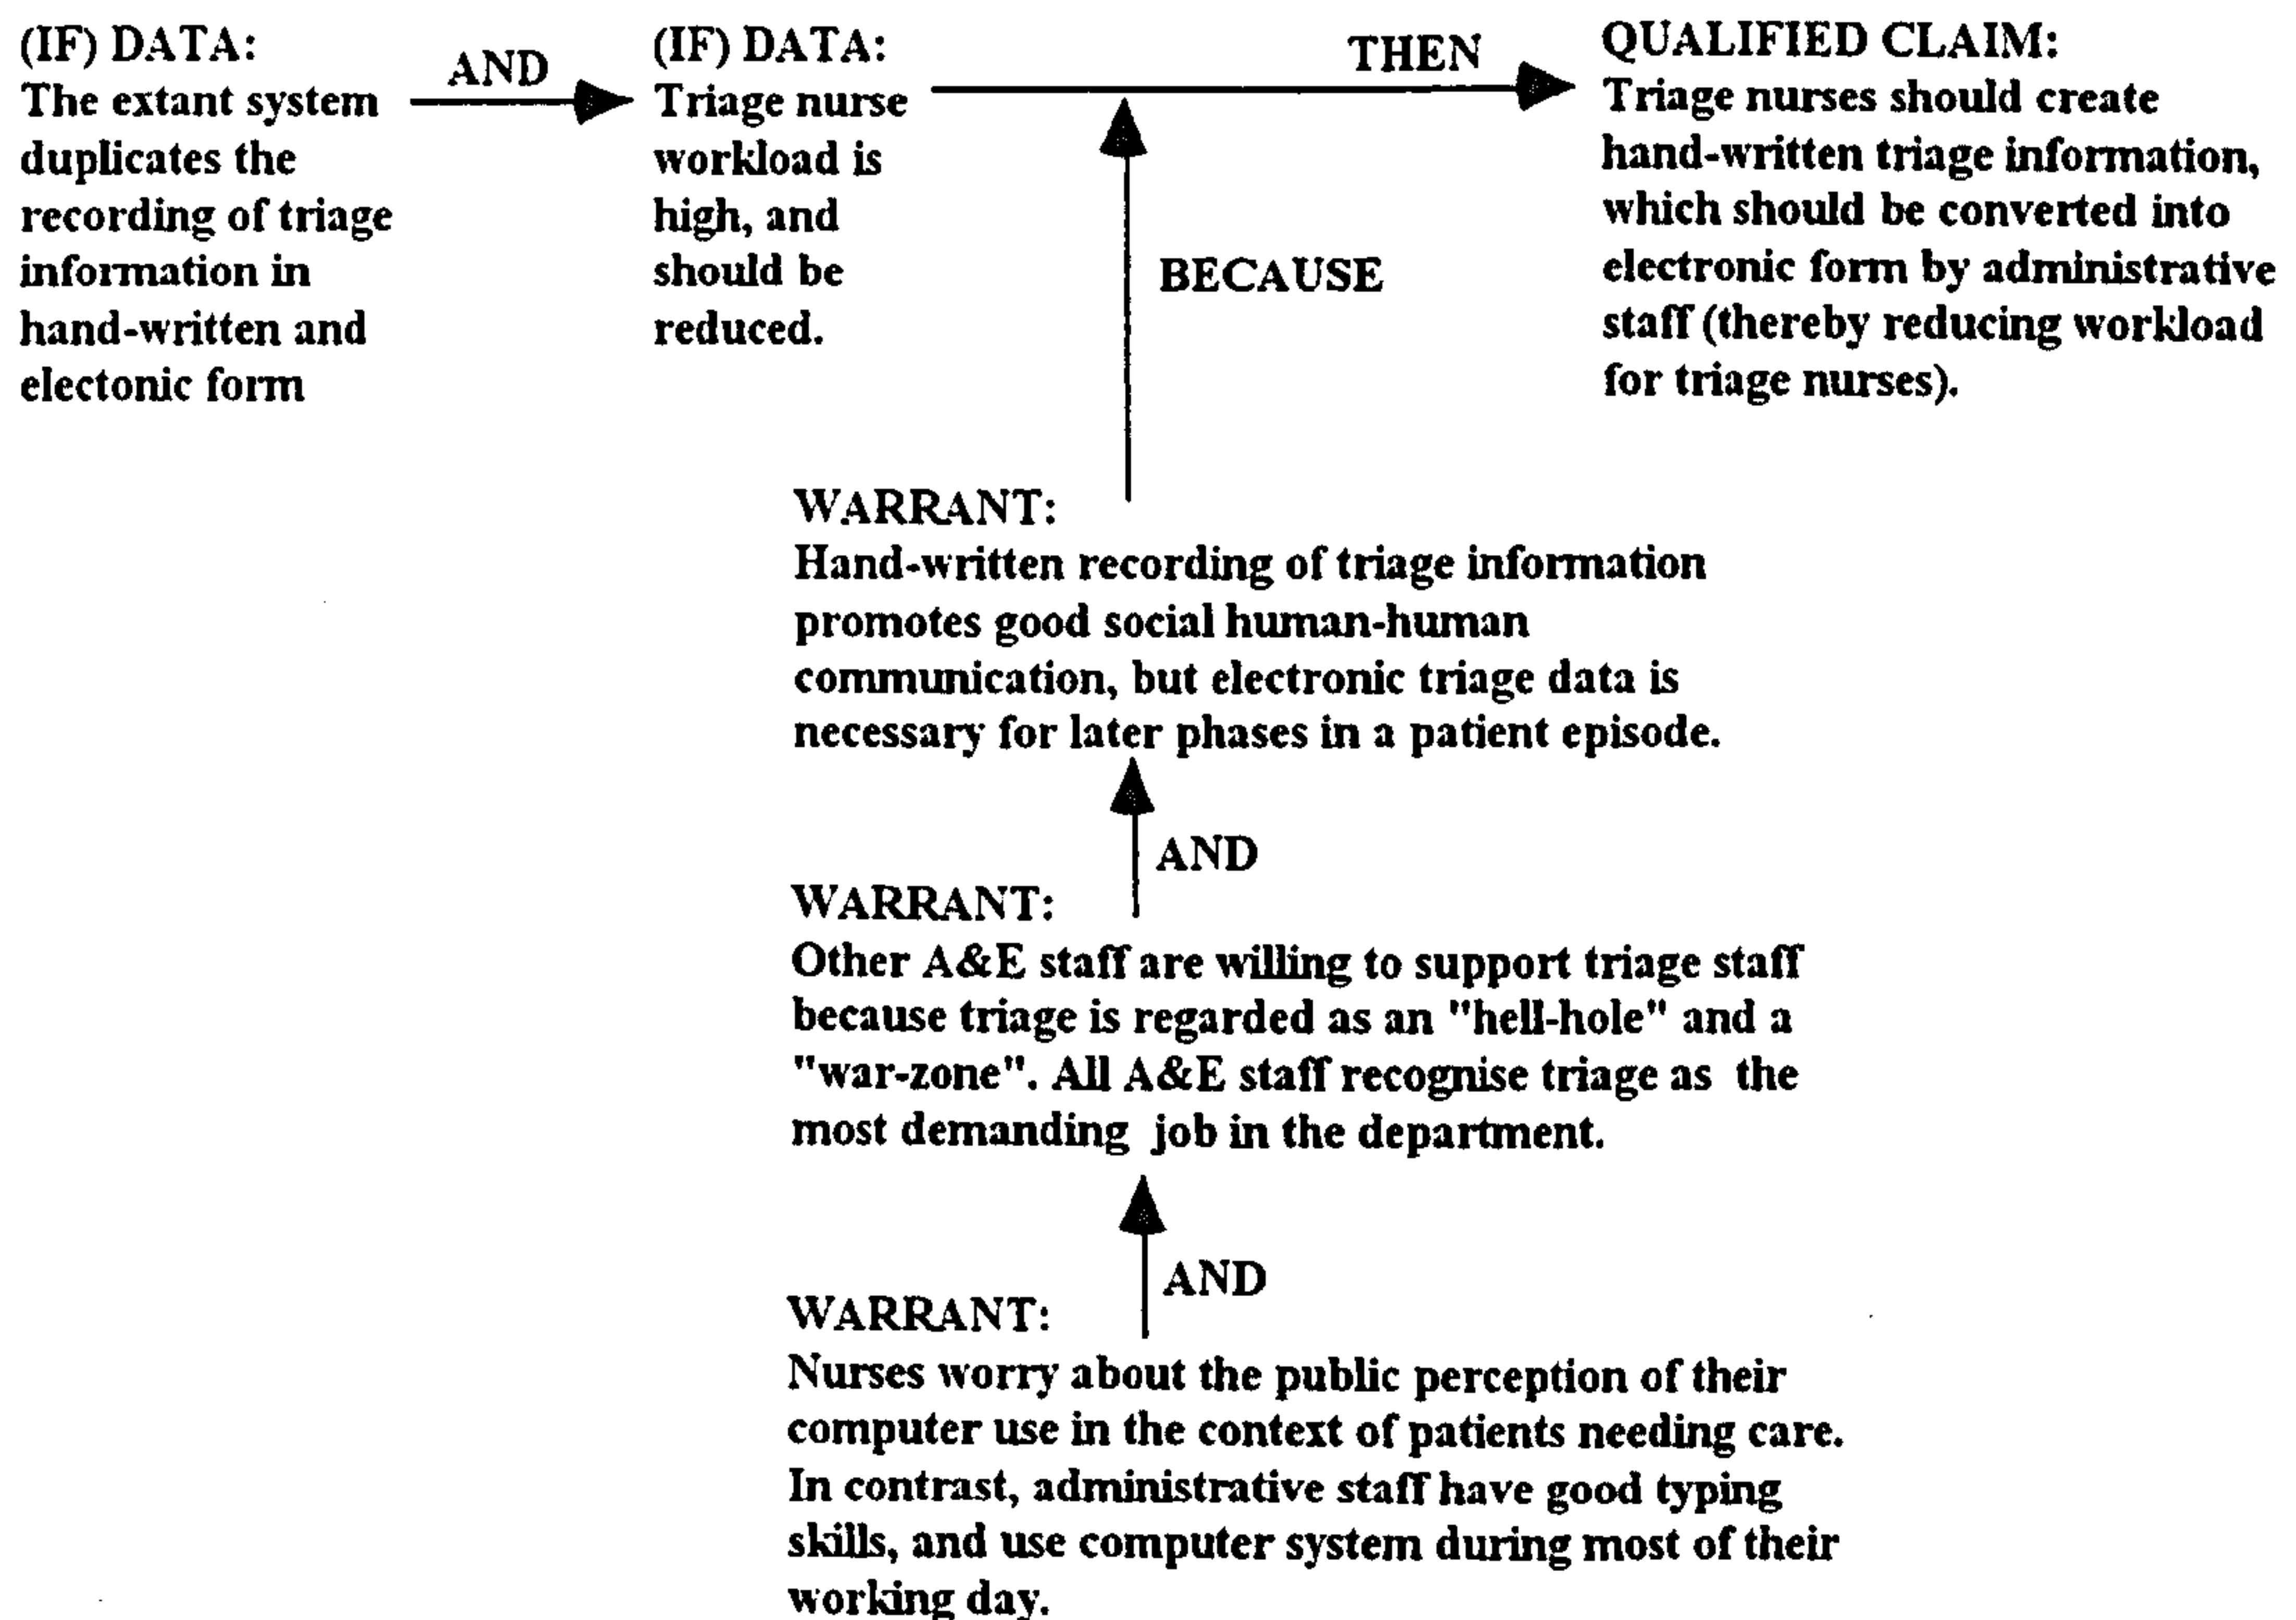 (IF) DATA:
The extant system
duplicates the
recording of triage
information in
hand-written and
electonic form
AND
(IF) DATA:
Triage nurse
workload is
high, and
should be
reduced.
THEN
QUALIFIED CLAIM:
Triage nurses should create
hand-written triage information,
which should be converted into
electronic form by administrative
staff (thereby reducing workload
for triage nurses).
BECAUSE
WARRANT:
Hand-written recording of triage information
promotes good social human-human
communication, but electronic triage data is
necessary for later phases in a patient episode.
AND
WARRANT:
Other A&E staff are willing to support triage staff
because triage is regarded as an "hell-hole" and a
"war-zone". All A&E staff recognise triage as the
most demanding job in the department.
AND
WARRANT:
Nurses worry about the public perception of their
computer use in the context of patients needing care.
In contrast, administrative staff have good typing
skills, and use computer system during most of their
working day.